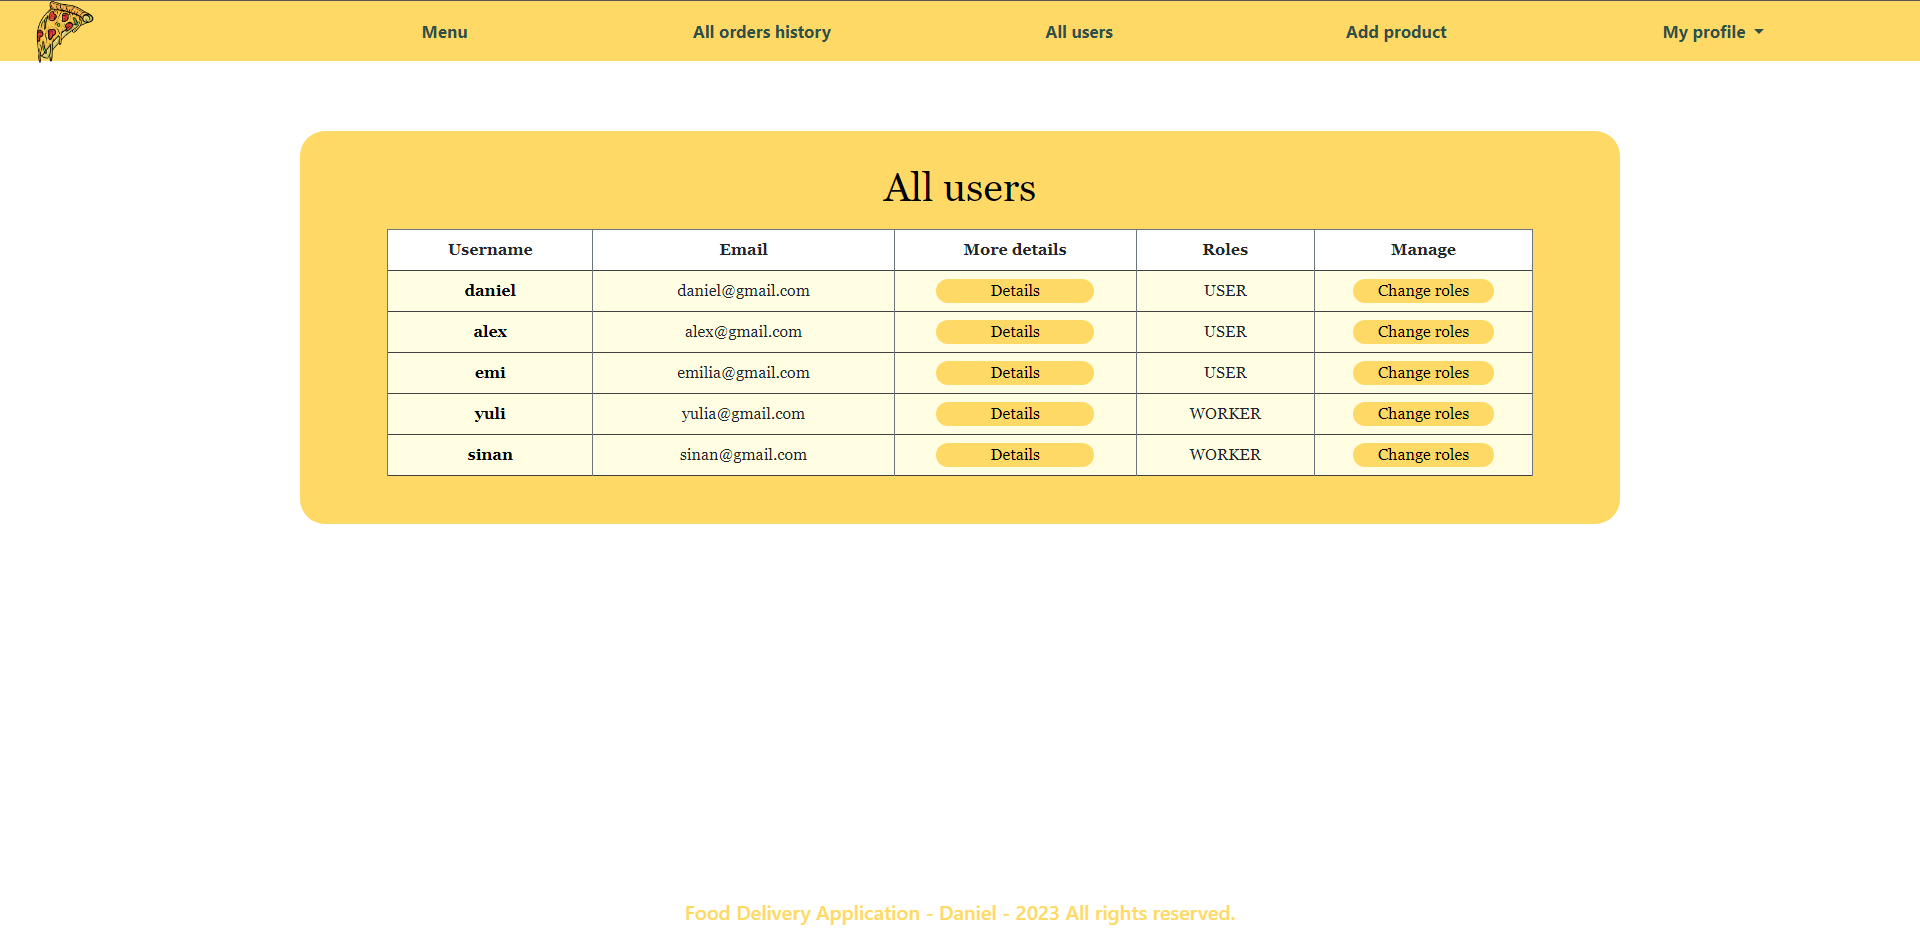 Menu All orders history All users Add product My profile
All users
Username Email More details Roles Manage
daniel daniel@gmail.com Details USER Change roles
alex alex@gmail.com Details USER Change roles
emi emilia@gmail.com Details USER Change roles
yuli yulia@gmail.com Details WORKER Change roles
sinan sinan@gmail.com Details WORKER Change roles
Food Delivery Application - Daniel - 2023 All rights reserved.